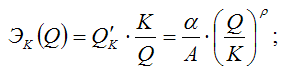 Э_K (Q) = Q'_K · K/Q = α/A · (Q/K)^ρ ;